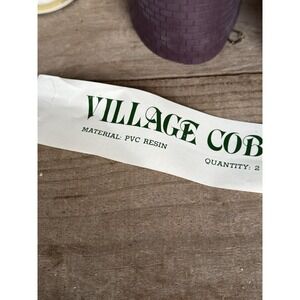 VILLAGE COB
MATERIAL: PVC RESIN
QUANTITY: 2